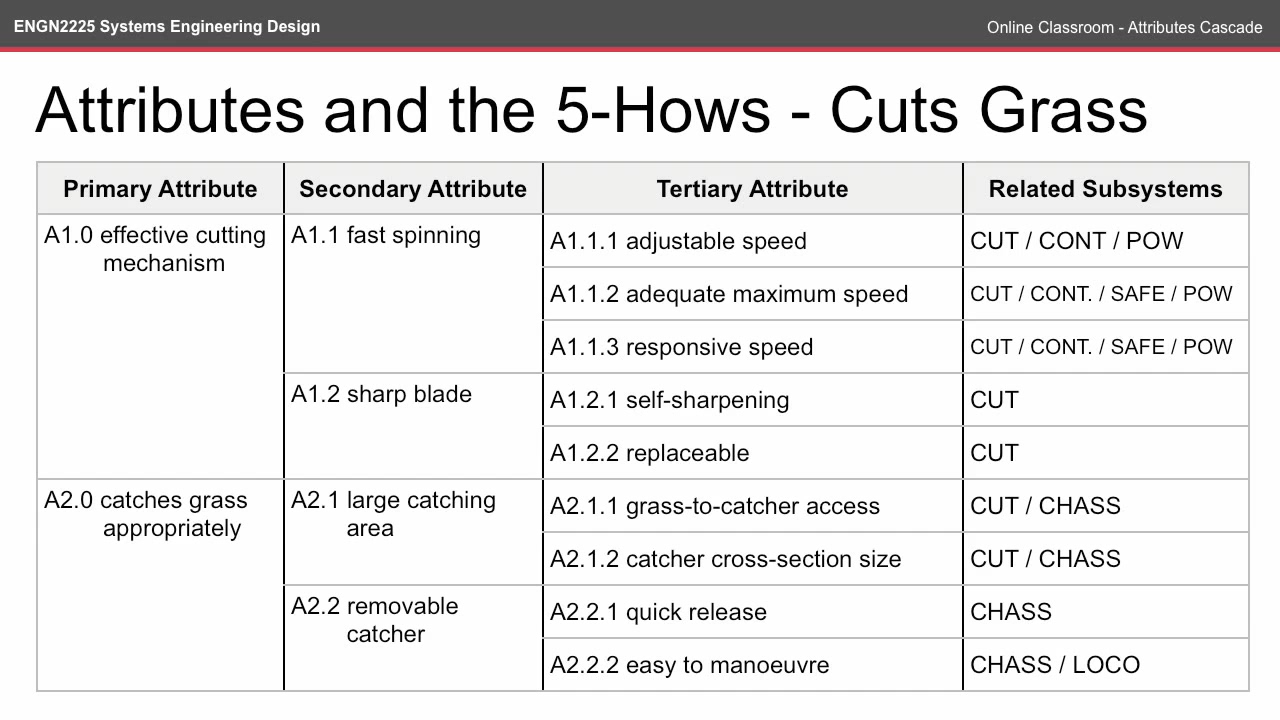 ENGN2225 Systems Engineering Design
Online Classroom - Attributes Cascade
Attributes and the 5-Hows - Cuts Grass
Primary Attribute
Secondary Attribute
Tertiary Attribute
Related Subsystems
A1.0 effective cutting
mechanism
A1.1 fast spinning
A1.1.1 adjustable speed
CUT / CONT / POW
A1.1.2 adequate maximum speed
CUT / CONT. / SAFE / POW
A1.1.3 responsive speed
CUT / CONT. / SAFE / POW
A1.2 sharp blade
A1.2.1 self-sharpening
CUT
A1.2.2 replaceable
CUT
A2.0 catches grass
appropriately
A2.1 large catching
area
A2.1.1 grass-to-catcher access
CUT / CHASS
A2.1.2 catcher cross-section size
CUT / CHASS
A2.2 removable
catcher
A2.2.1 quick release
CHASS
A2.2.2 easy to manoeuvre
CHASS / LOCO